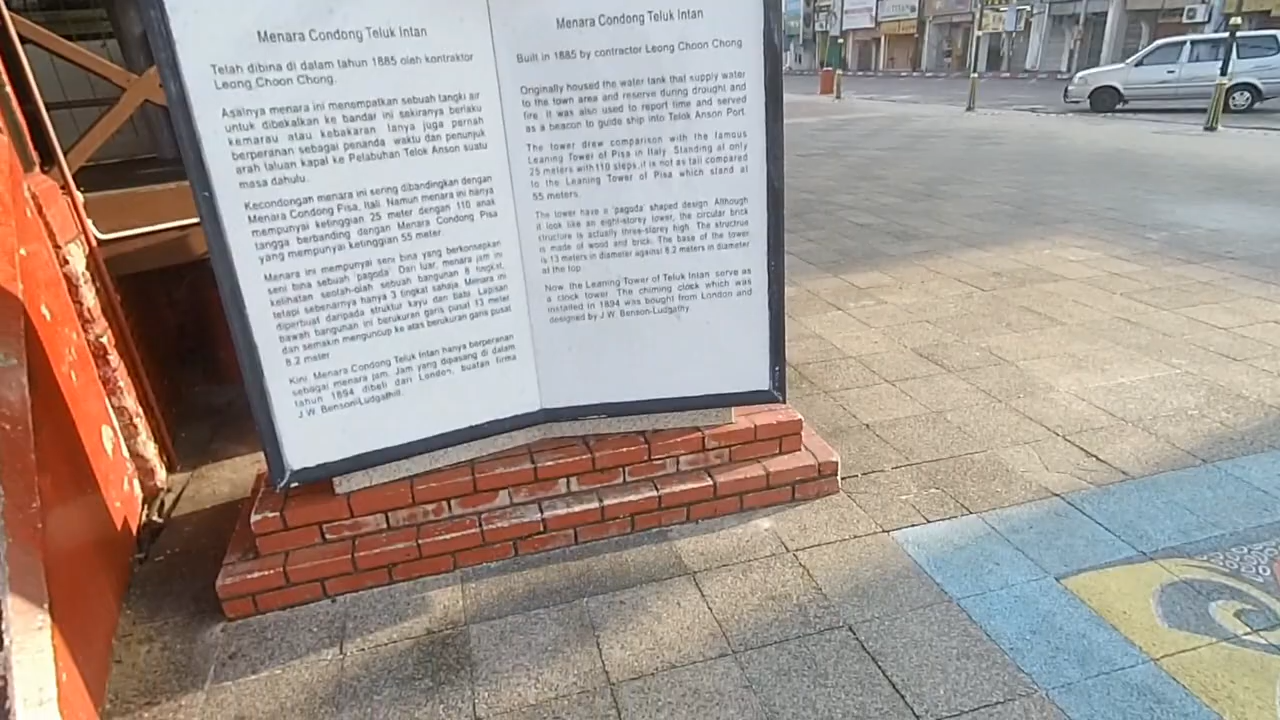 Menara Condong Teluk Intan
Telah dibina di dalam tahun 1885 oleh kontraktor
Leong Choon Chong.
Asalnya menara ini menempatkan sebuah tangki air
untuk dibekalkan ke bandar ini sekiranya berlaku
kemarau atau kebakaran. Ianya juga pernah
berperanan sebagai penanda waktu dan penunjuk
arah laluan kapal ke Pelabuhan Telok Anson suatu
masa dahulu.
Kecondongan menara ini sering dibandingkan dengan
Menara Condong Pisa, Itali. Namun menara ini hanya
mempunyai ketinggian 25 meter dengan 110 anak
tangga berbanding dengan Menara Condong Pisa
yang mempunyai ketinggian 55 meter.
Menara ini mempunyai seni bina yang berkonsepkan
seni bina sebuah 'pagoda'. Dari luar, menara jam ini
kelihatan seolah-olah sebuah bangunan 8 tingkat,
tetapi sebenarnya hanya 3 tingkat sahaja. Menara ini
diperbuat daripada struktur kayu dan bata. Lapisan
bawah bangunan ini berukuran garis pusat 13 meter
dan semakin menguncup ke atas berukuran garis pusat
8.2 meter.
Kini, Menara Condong Teluk Intan hanya berperanan
sebagai menara jam. Jam yang dipasang di dalam
tahun 1894 dibeli dari London, buatan firma
J.W. Benson-Ludgathill.
Menara Condong Teluk Intan
Built in 1885 by contractor Leong Choon Chong
Originally housed the water tank that supply water
to the town area and reserve during drought and
fire. It was also used to report time and served
as a beacon to guide ship into Telok Anson Port.
The tower drew comparison with the famous
Leaning Tower of Pisa in Italy. Standing at only
25 meters with 110 steps, it is not as tall compared
to the Leaning Tower of Pisa which stand at
55 meters.
The tower have a 'pagoda' shaped design. Although
it look like an eight-storey tower, the circular brick
structure is actually three-storey high. The structrue
is made of wood and brick. The base of the tower
is 13 meters in diameter against 8.2 meters in diameter
at the top.
Now the Leaning Tower of Teluk Intan serve as
a clock tower. The chiming clock which was
installed in 1894 was bought from London and
designed by J.W. Benson-Ludgathy.